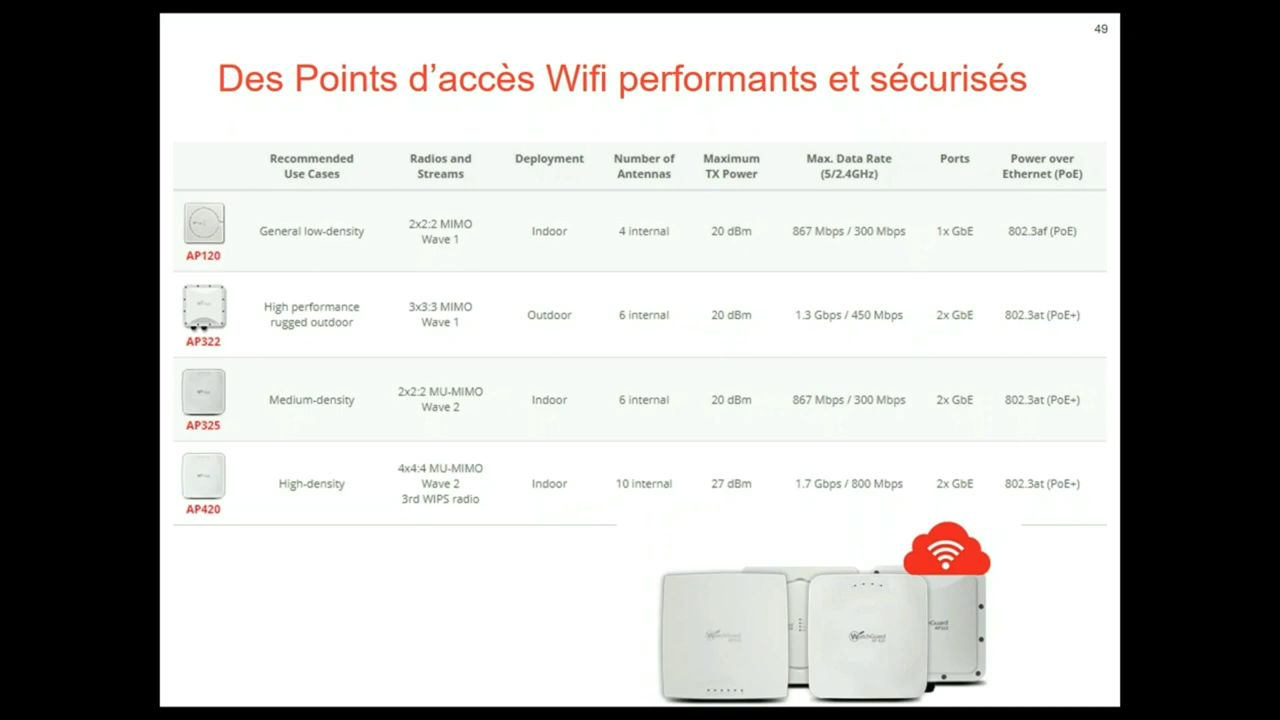 49
Des Points d’accès Wifi performants et sécurisés
Recommended Use Cases
Radios and Streams
Deployment
Number of Antennas
Maximum TX Power
Max. Data Rate (5/2.4GHz)
Ports
Power over Ethernet (PoE)
AP120
General low-density
2x2:2 MIMO
Wave 1
Indoor
4 internal
20 dBm
867 Mbps / 300 Mbps
1x GbE
802.3af (PoE)
AP322
High performance
rugged outdoor
3x3:3 MIMO
Wave 1
Outdoor
6 internal
20 dBm
1.3 Gbps / 450 Mbps
2x GbE
802.3at (PoE+)
AP325
Medium-density
2x2:2 MU-MIMO
Wave 2
Indoor
6 internal
20 dBm
867 Mbps / 300 Mbps
2x GbE
802.3at (PoE+)
AP420
High-density
4x4:4 MU-MIMO
Wave 2
3rd WIPS radio
Indoor
10 internal
27 dBm
1.7 Gbps / 800 Mbps
2x GbE
802.3at (PoE+)
WatchGuard
WatchGuard